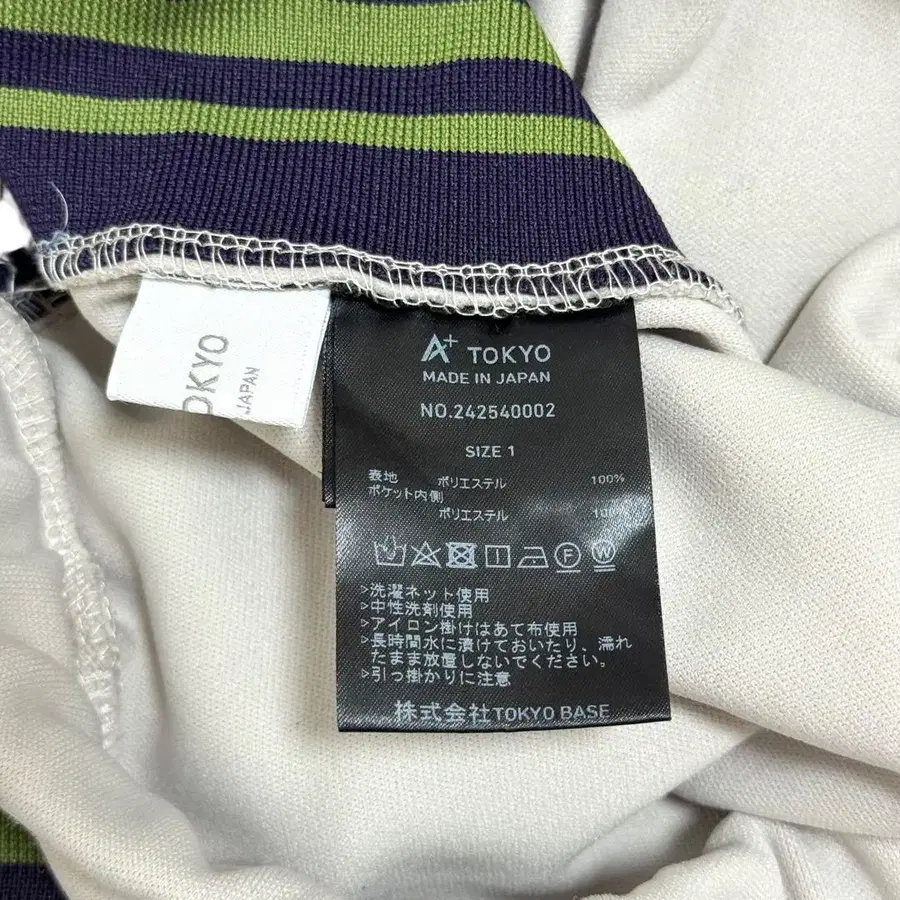 A+ TOKYO
MADE IN JAPAN
NO.242540002
SIZE 1
表地 ポリエステル 100%
ポケット内側
ポリエステル 100%
F W
>洗濯ネット使用
>中性洗剤使用
>アイロン掛けはあて布使用
>長時間水に漬けておいたり、濡れ
たまま放置しないでください。
>引っ掛かりに注意
株式会社TOKYO BASE
OKYO
JAPAN